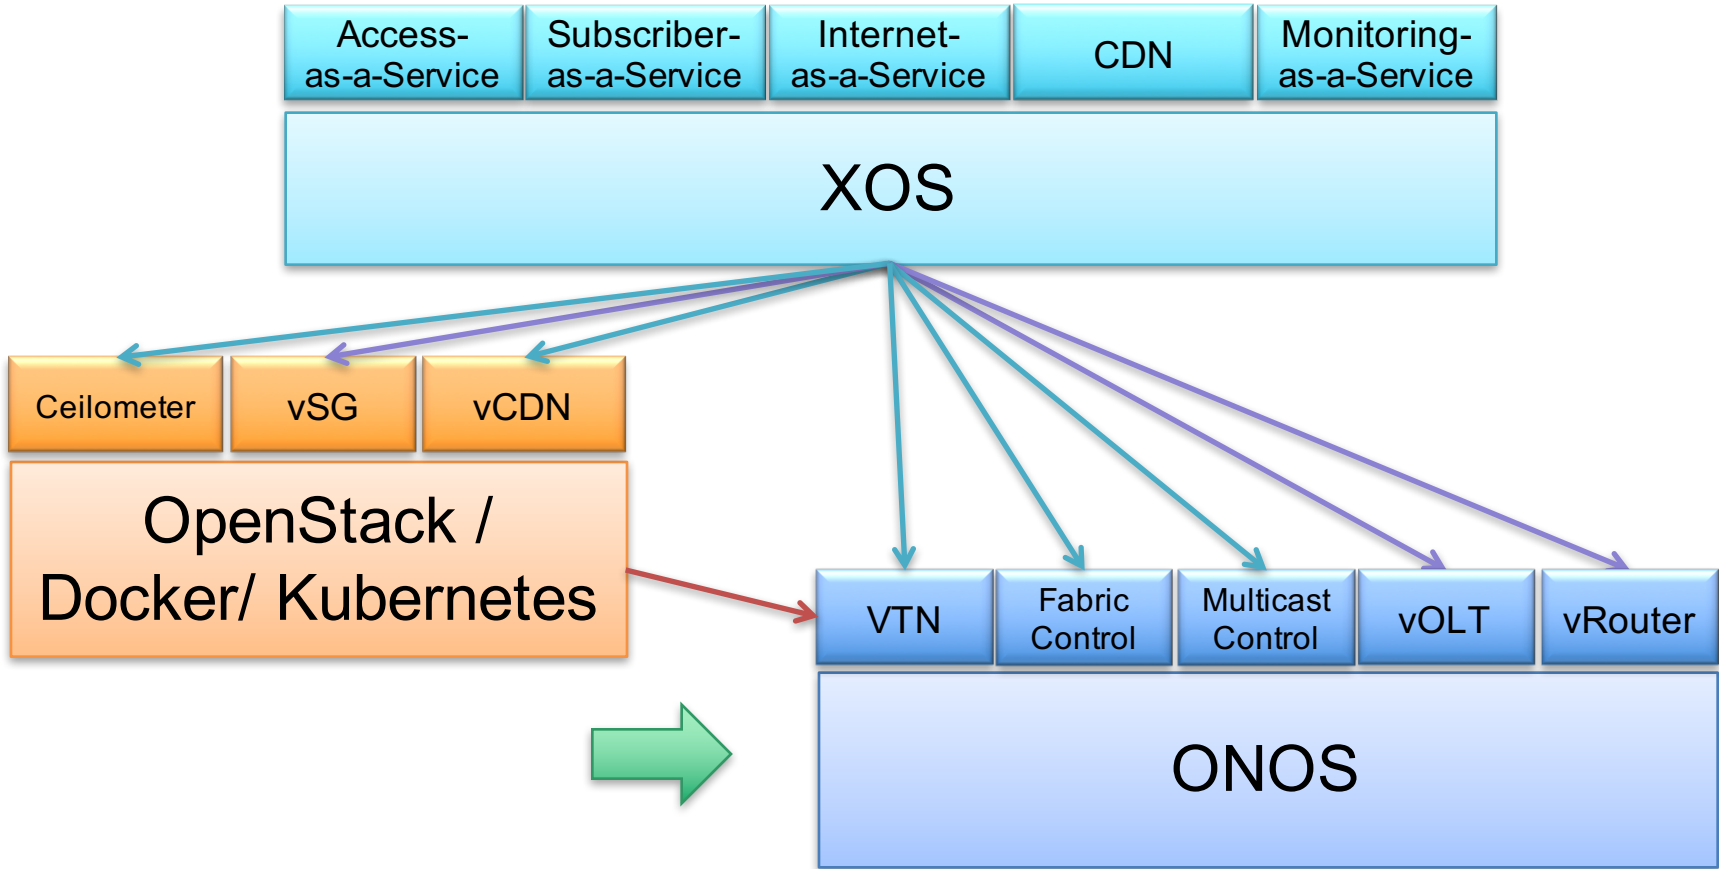 Access-
as-a-Service
Subscriber-
as-a-Service
Internet-
as-a-Service
CDN
Monitoring-
as-a-Service
XOS
Ceilometer
vSG
vCDN
OpenStack /
Docker/ Kubernetes
VTN
Fabric
Control
Multicast
Control
vOLT
vRouter
ONOS